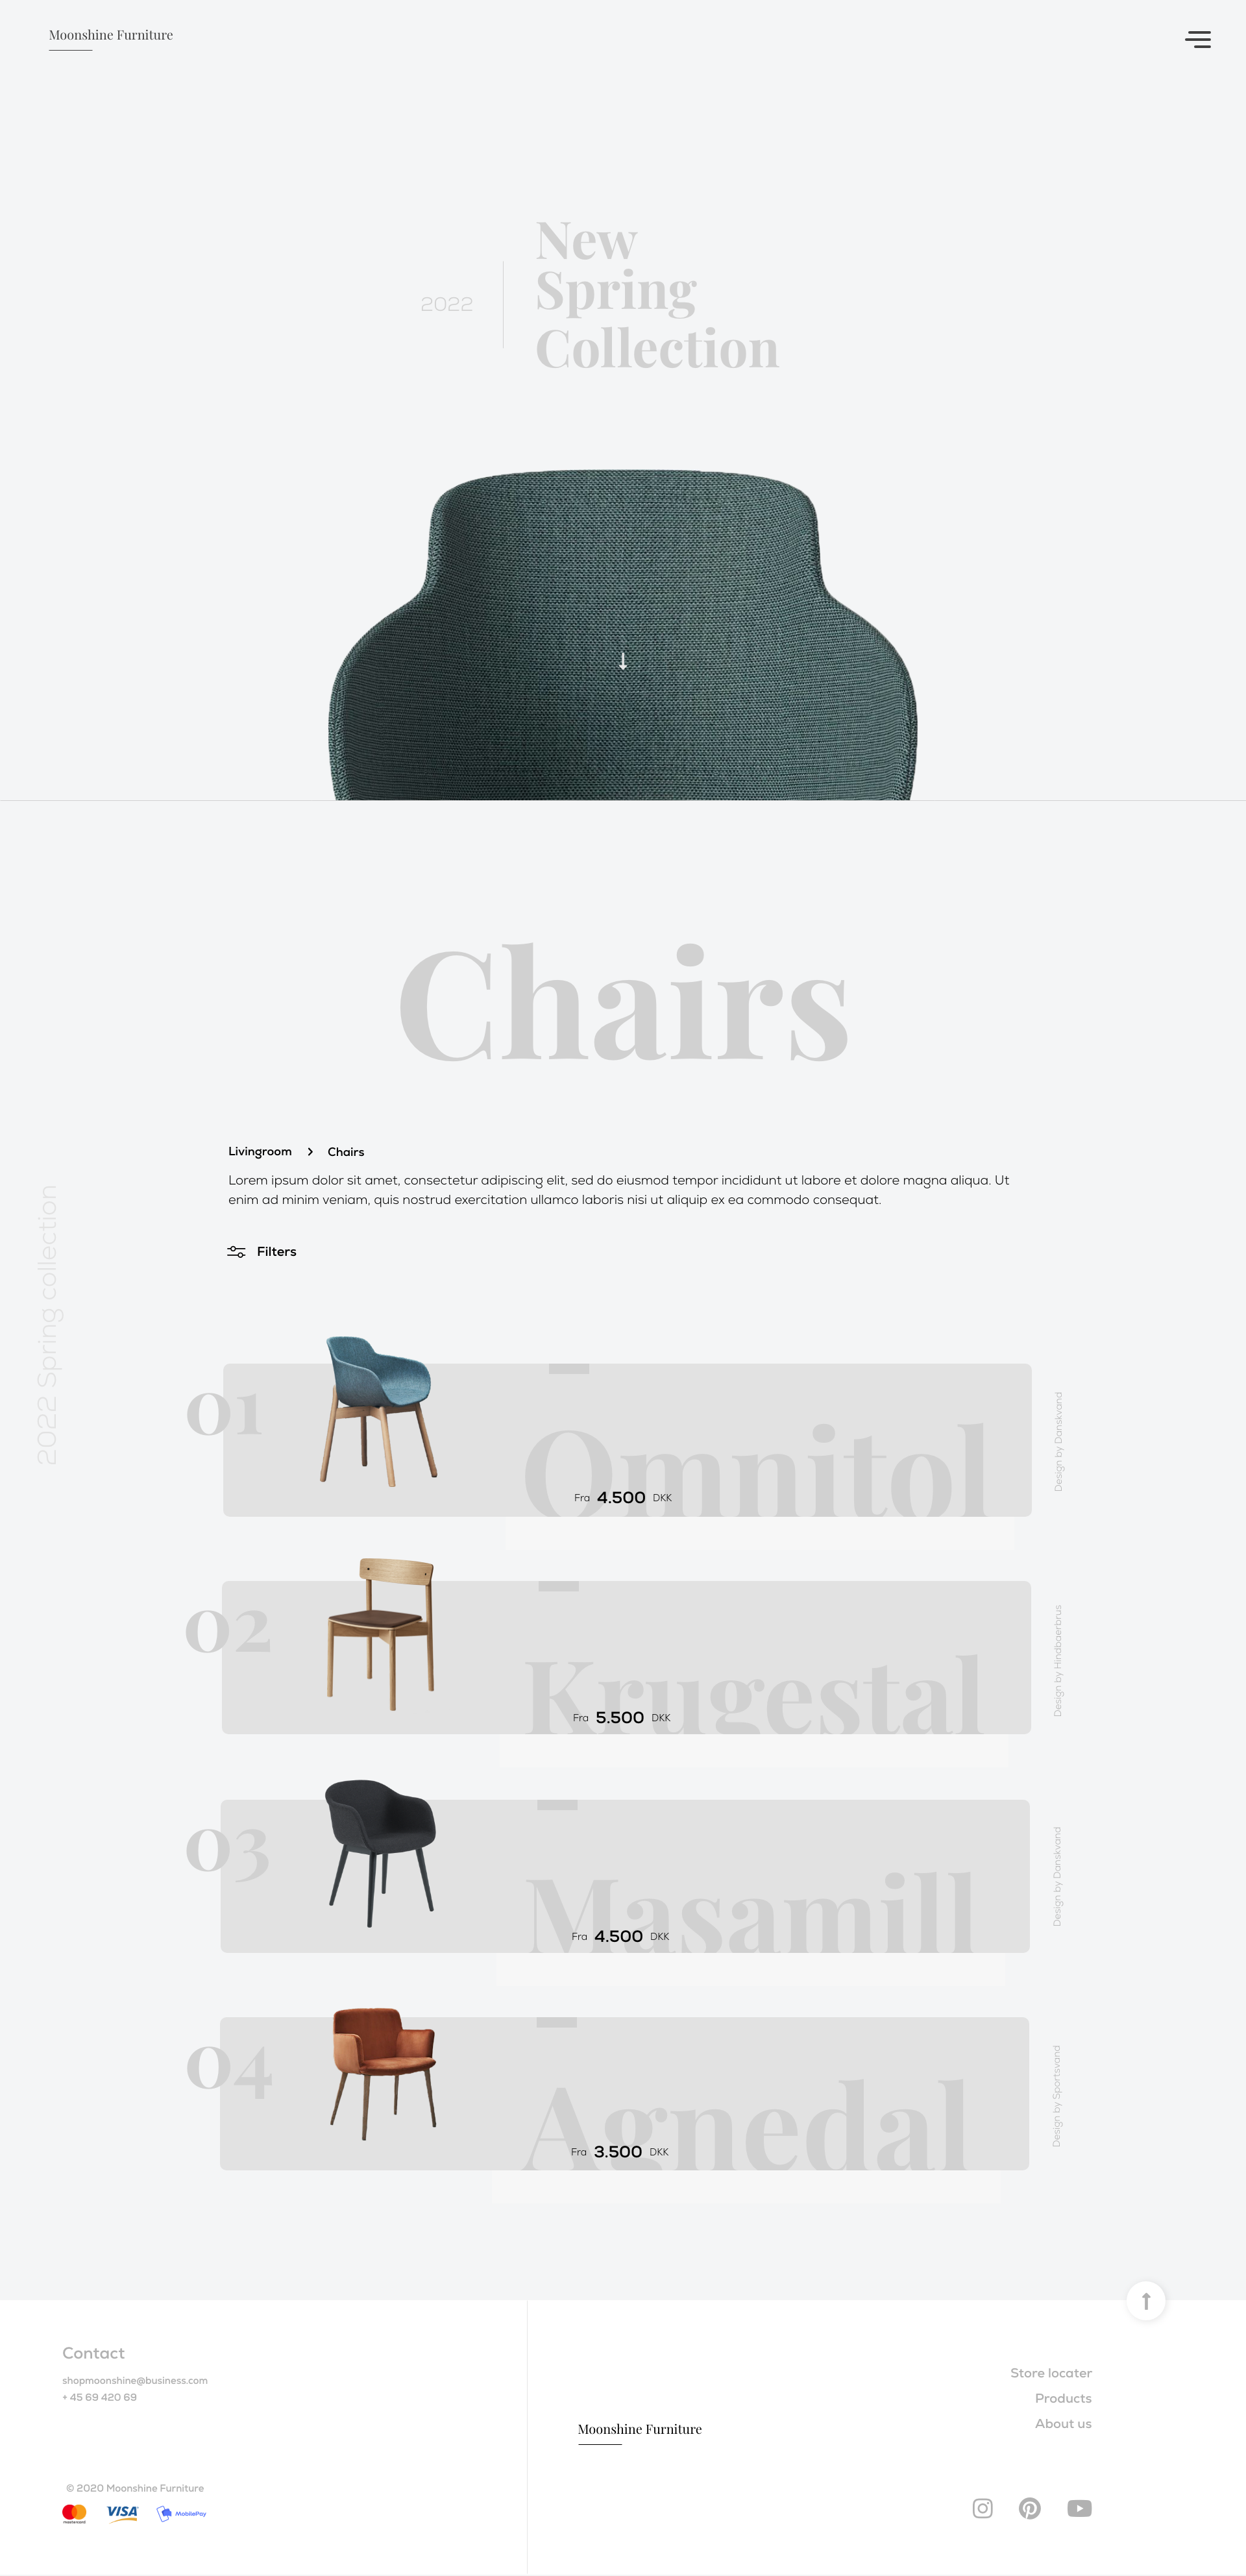 Moonshine Furniture
2022
New
Spring
Collection
Chairs
Livingroom > Chairs
Lorem ipsum dolor sit amet, consectetur adipiscing elit, sed do eiusmod tempor incididunt ut labore et dolore magna aliqua. Ut
enim ad minim veniam, quis nostrud exercitation ullamco laboris nisi ut aliquip ex ea commodo consequat.
2022 Spring collection
Filters
01
Omnitol
Fra 4.500 DKK
Design by Danskvand
02
Krugestal
Fra 5.500 DKK
Design by Hindbaerbrus
03
Masamill
Fra 4.500 DKK
Design by Danskvand
04
Agnedal
Fra 3.500 DKK
Design by Sportsvand
Contact
shopmoonshine@business.com
+ 45 69 420 69
© 2020 Moonshine Furniture
mastercard
VISA
MobilePay
Moonshine Furniture
Store locater
Products
About us